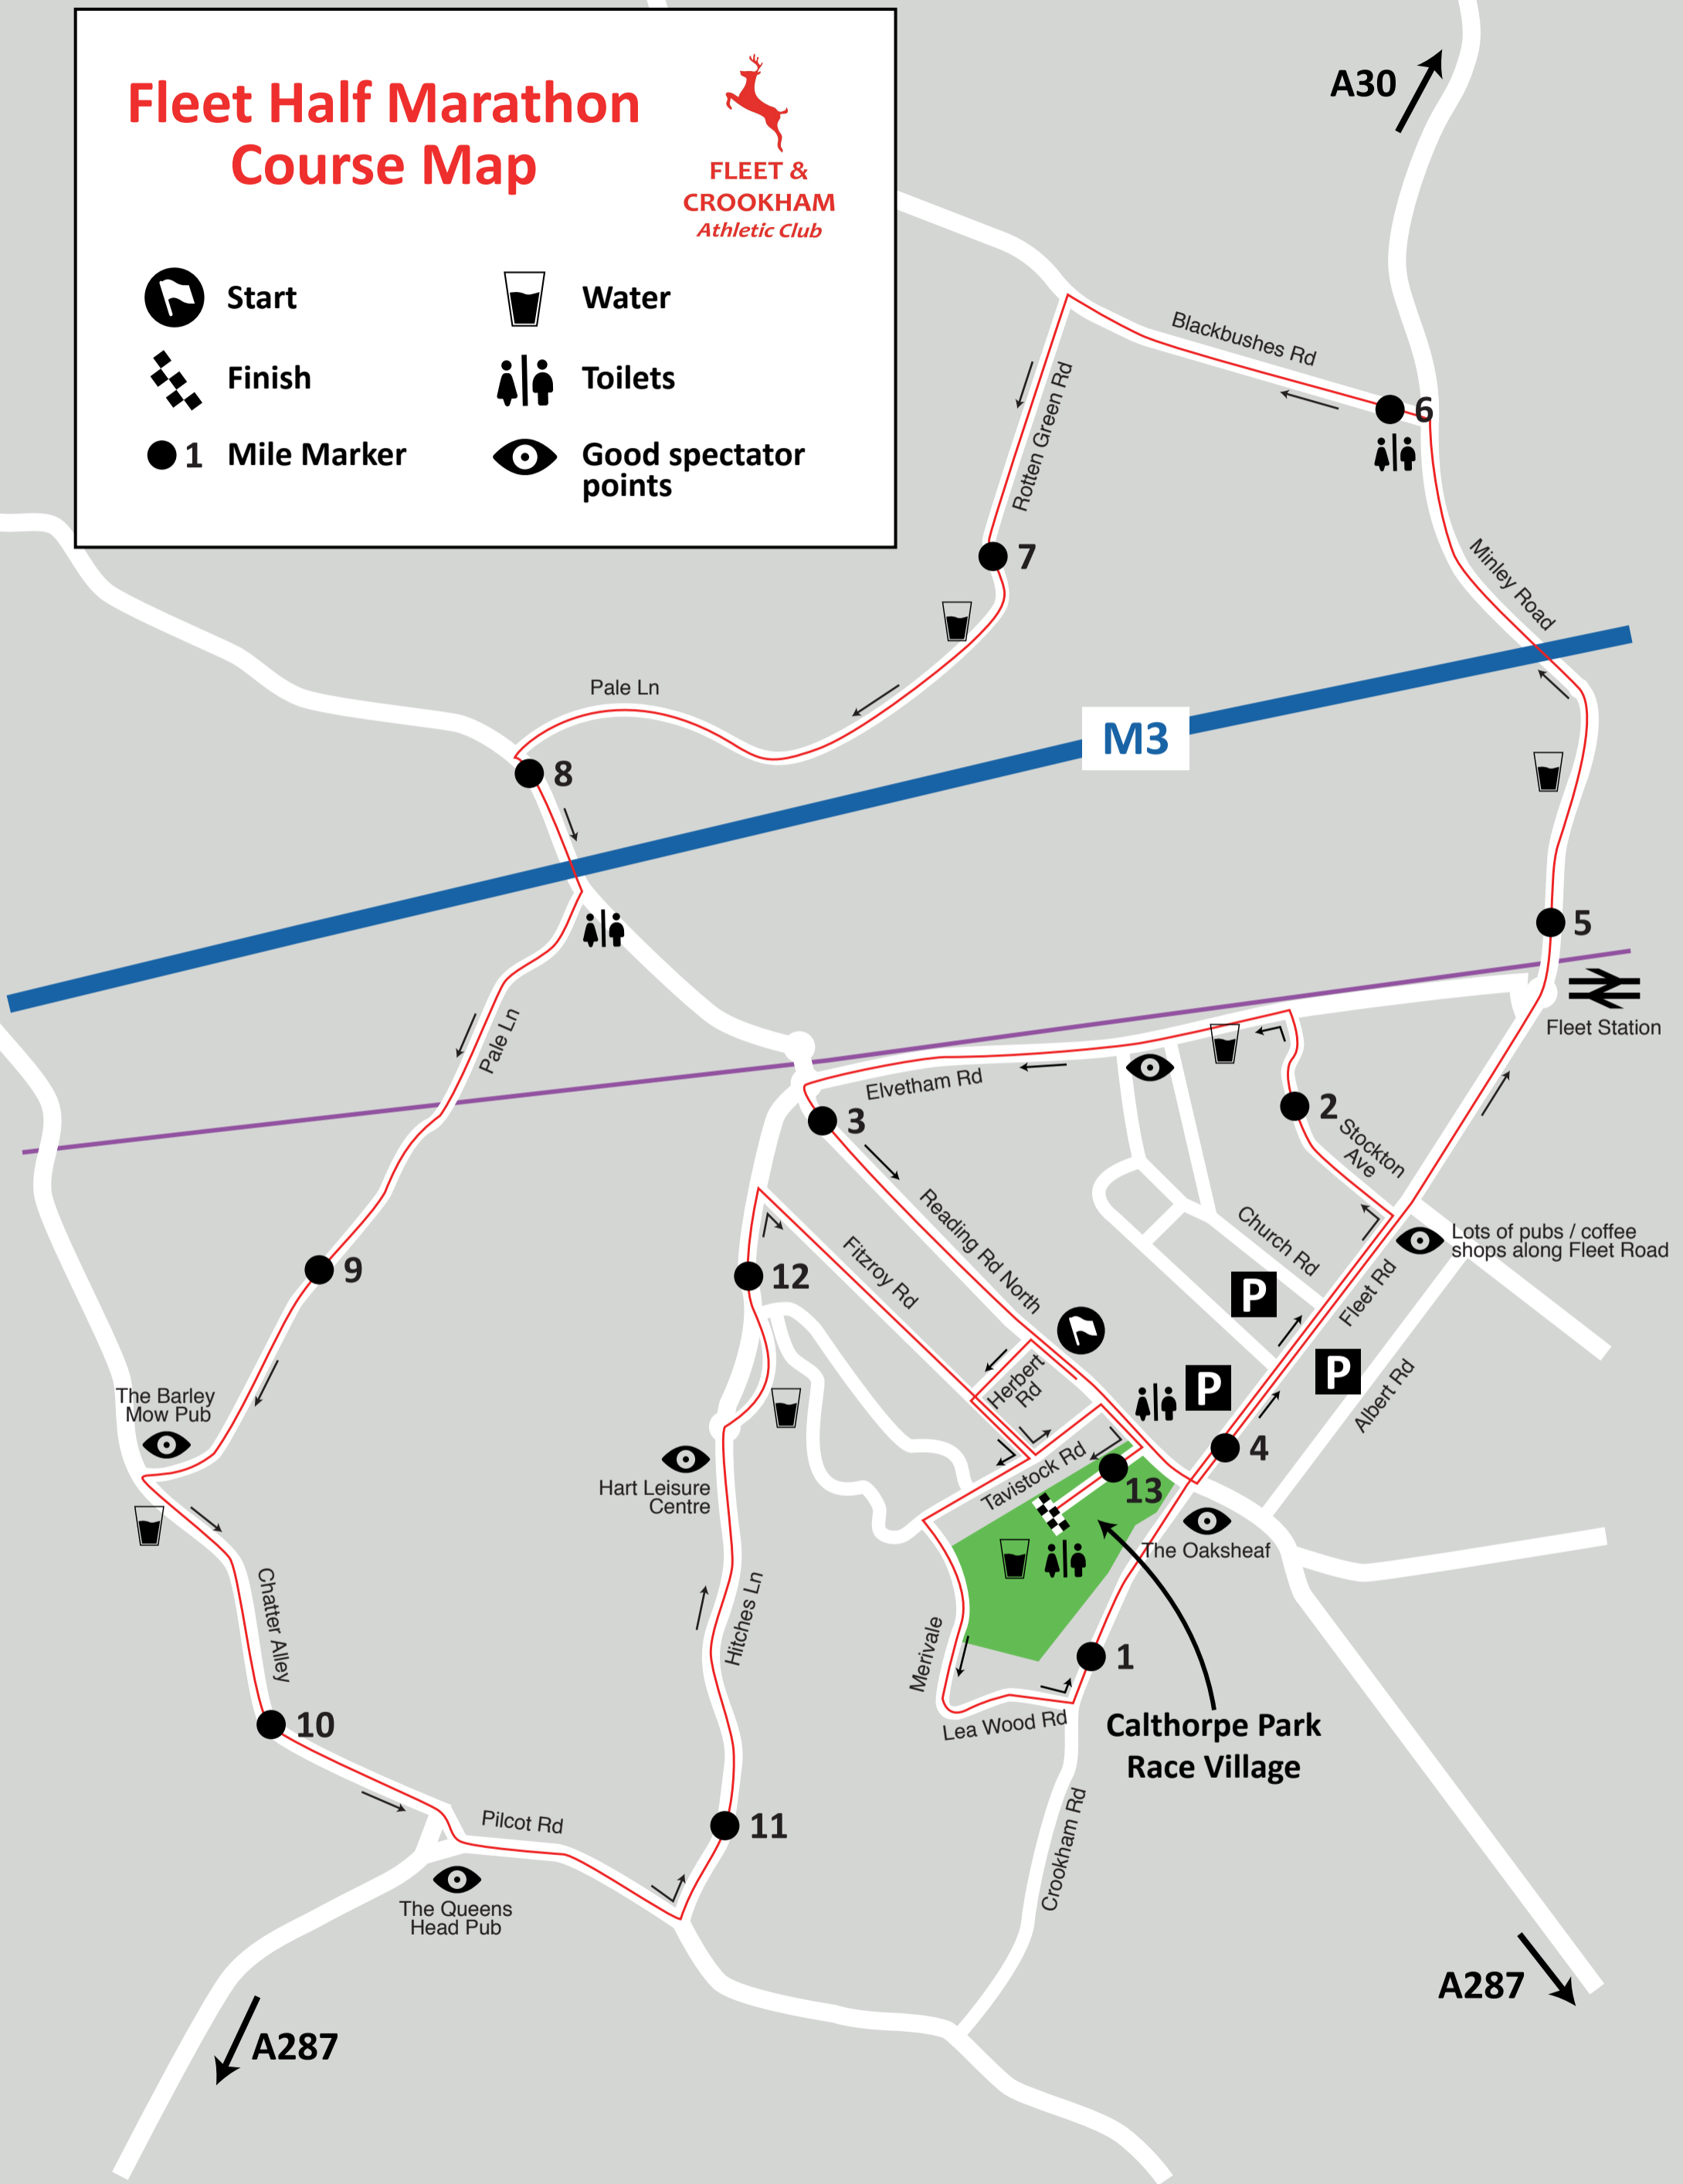 Fleet Half Marathon
Course Map
FLEET &
CROOKHAM
Athletic Club
Start
Water
Finish
Toilets
1 Mile Marker
Good spectator
points
A30
Blackbushes Rd
6
Rotten Green Rd
7
Minley Road
Pale Ln
M3
8
5
Fleet Station
Pale Ln
Elvetham Rd
3
2
Stockton
Ave
Reading Rd North
Church Rd
Lots of pubs / coffee
shops along Fleet Road
9
12
Fitzroy Rd
P
Fleet Rd
P
P
Herbert
Rd
Albert Rd
The Barley
Mow Pub
4
Hart Leisure
Centre
Tavistock Rd
13
The Oaksheaf
Chatter Alley
Hitches Ln
Merivale
1
Lea Wood Rd
10
Calthorpe Park
Race Village
Pilcot Rd
11
Crookham Rd
The Queens
Head Pub
A287
A287